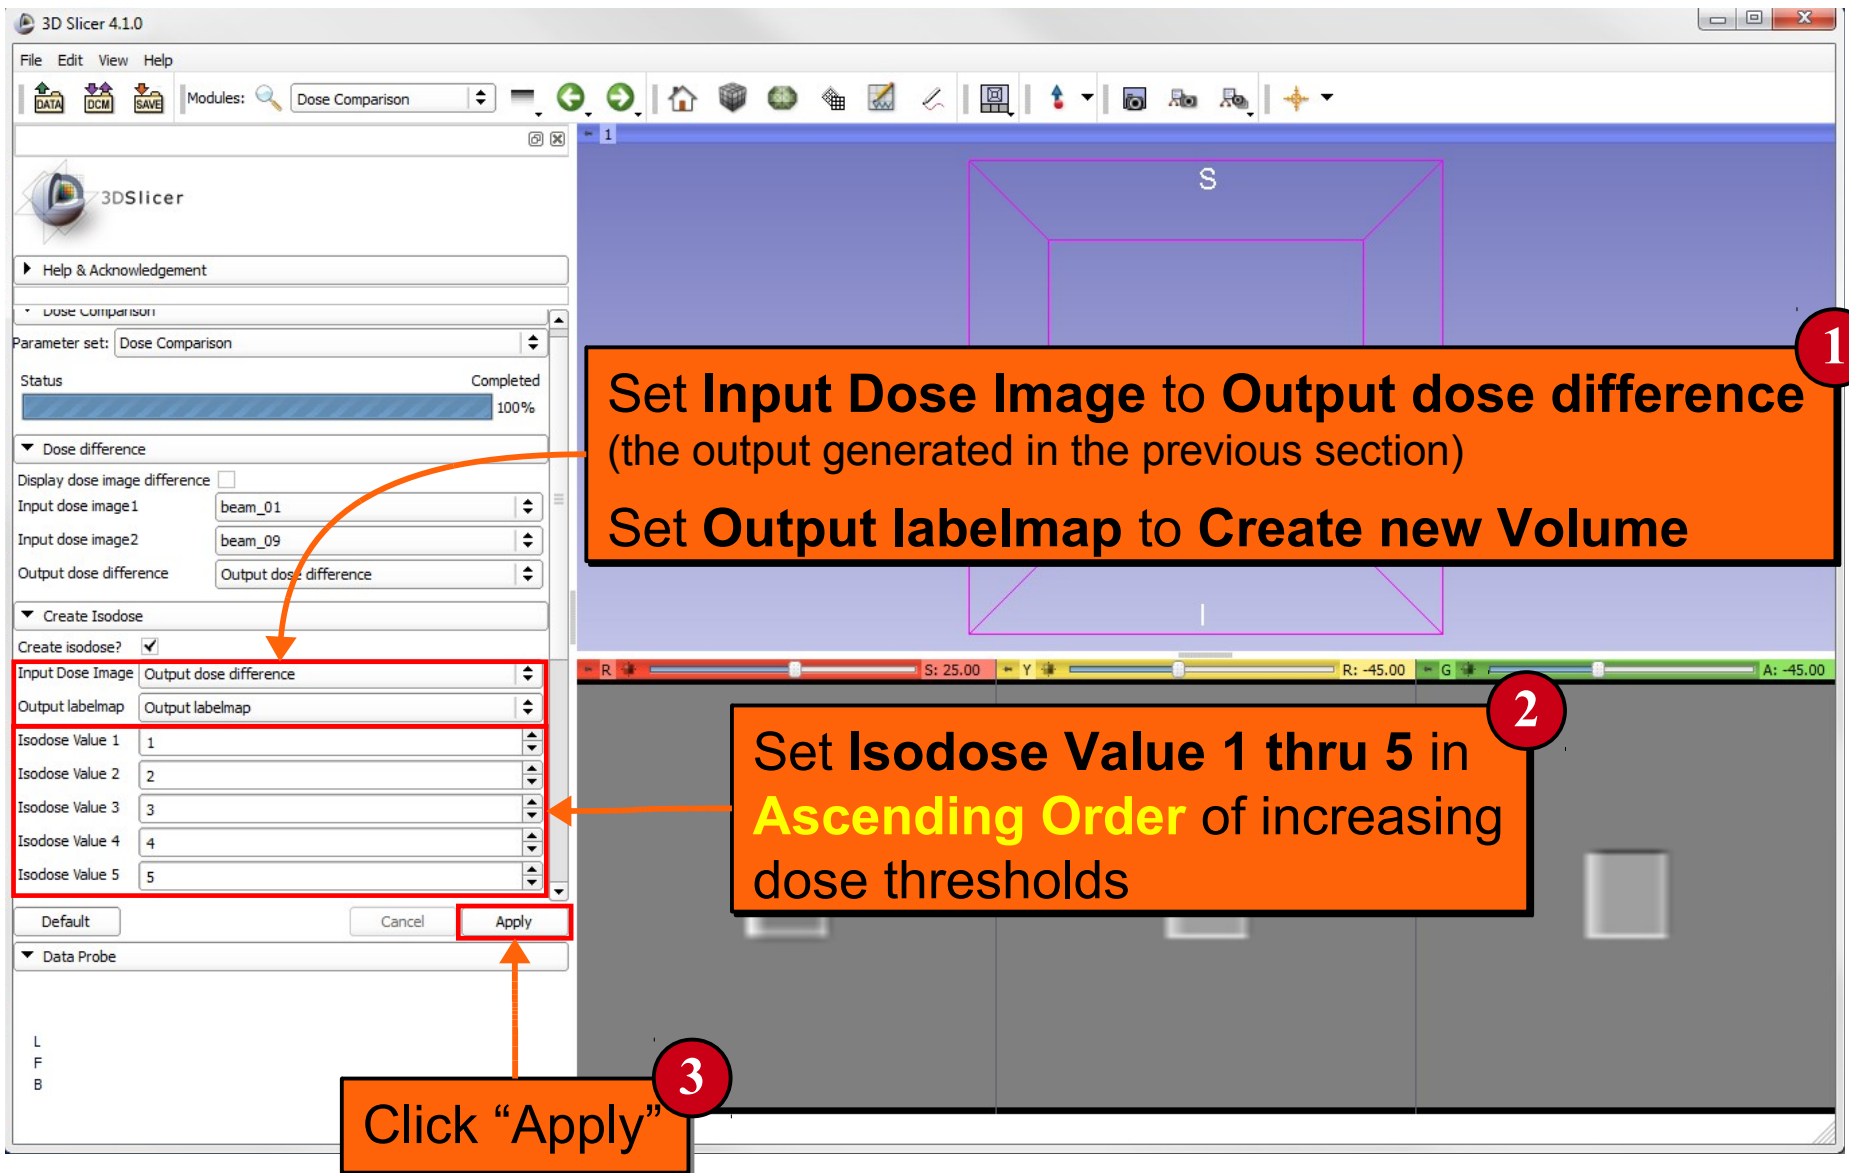 3D Slicer 4.1.0
File Edit View Help
DATA DCM SAVE Modules: Dose Comparison
1
3DSlicer
Help & Acknowledgement
Dose Comparison
Parameter set: Dose Comparison
Status Completed
100%
Dose difference
Display dose image difference
Input dose image1 beam_01
Input dose image2 beam_09
Output dose difference Output dose difference
Create Isodose
Create isodose?
Input Dose Image Output dose difference
Output labelmap Output labelmap
Isodose Value 1 1
Isodose Value 2 2
Isodose Value 3 3
Isodose Value 4 4
Isodose Value 5 5
Default Cancel Apply
Data Probe
L
F
B
S
I
R S: 25.00 Y R: -45.00 G A: -45.00
1
Set Input Dose Image to Output dose difference
(the output generated in the previous section)
Set Output labelmap to Create new Volume
2
Set Isodose Value 1 thru 5 in
Ascending Order of increasing
dose thresholds
3
Click “Apply”